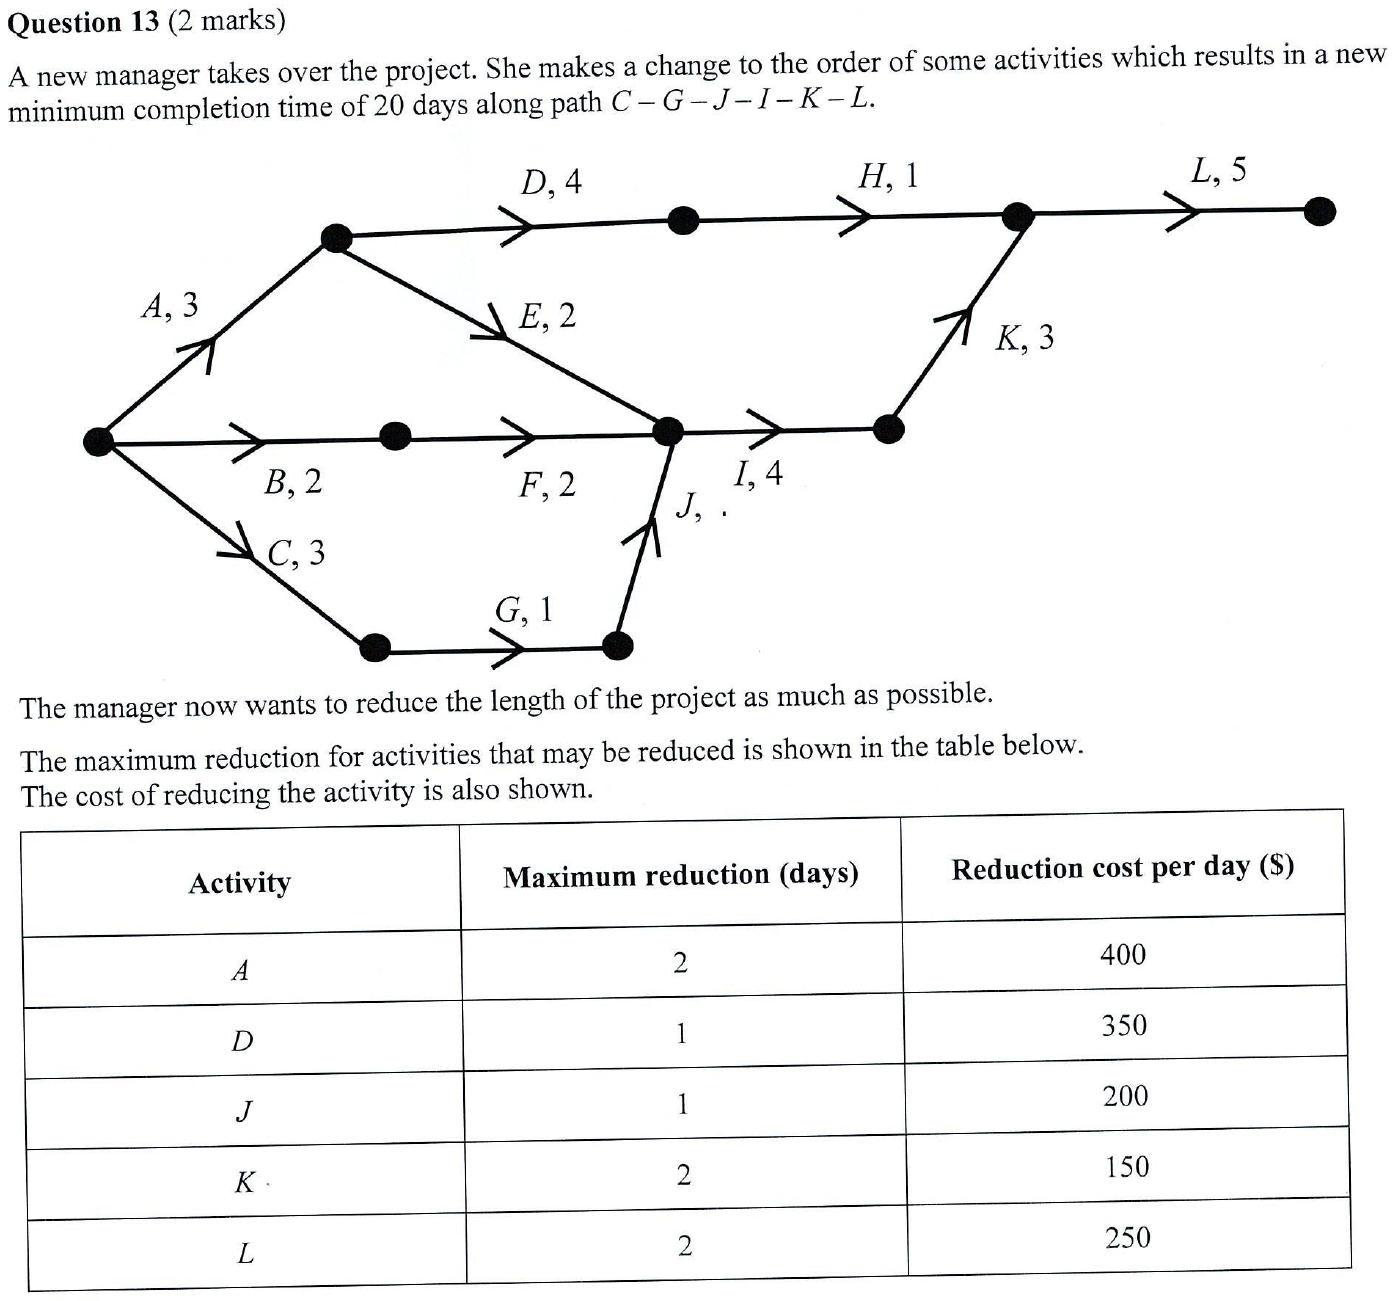 Question 13 (2 marks)
A new manager takes over the project. She makes a change to the order of some activities which results in a new
minimum completion time of 20 days along path C – G – J – I – K – L.
D, 4
H, 1
L, 5
A, 3
E, 2
K, 3
B, 2
F, 2
I, 4
J, .
C, 3
G, 1
The manager now wants to reduce the length of the project as much as possible.
The maximum reduction for activities that may be reduced is shown in the table below.
The cost of reducing the activity is also shown.
Activity Maximum reduction (days) Reduction cost per day ($)
A 2 400
D 1 350
J 1 200
K 2 150
L 2 250